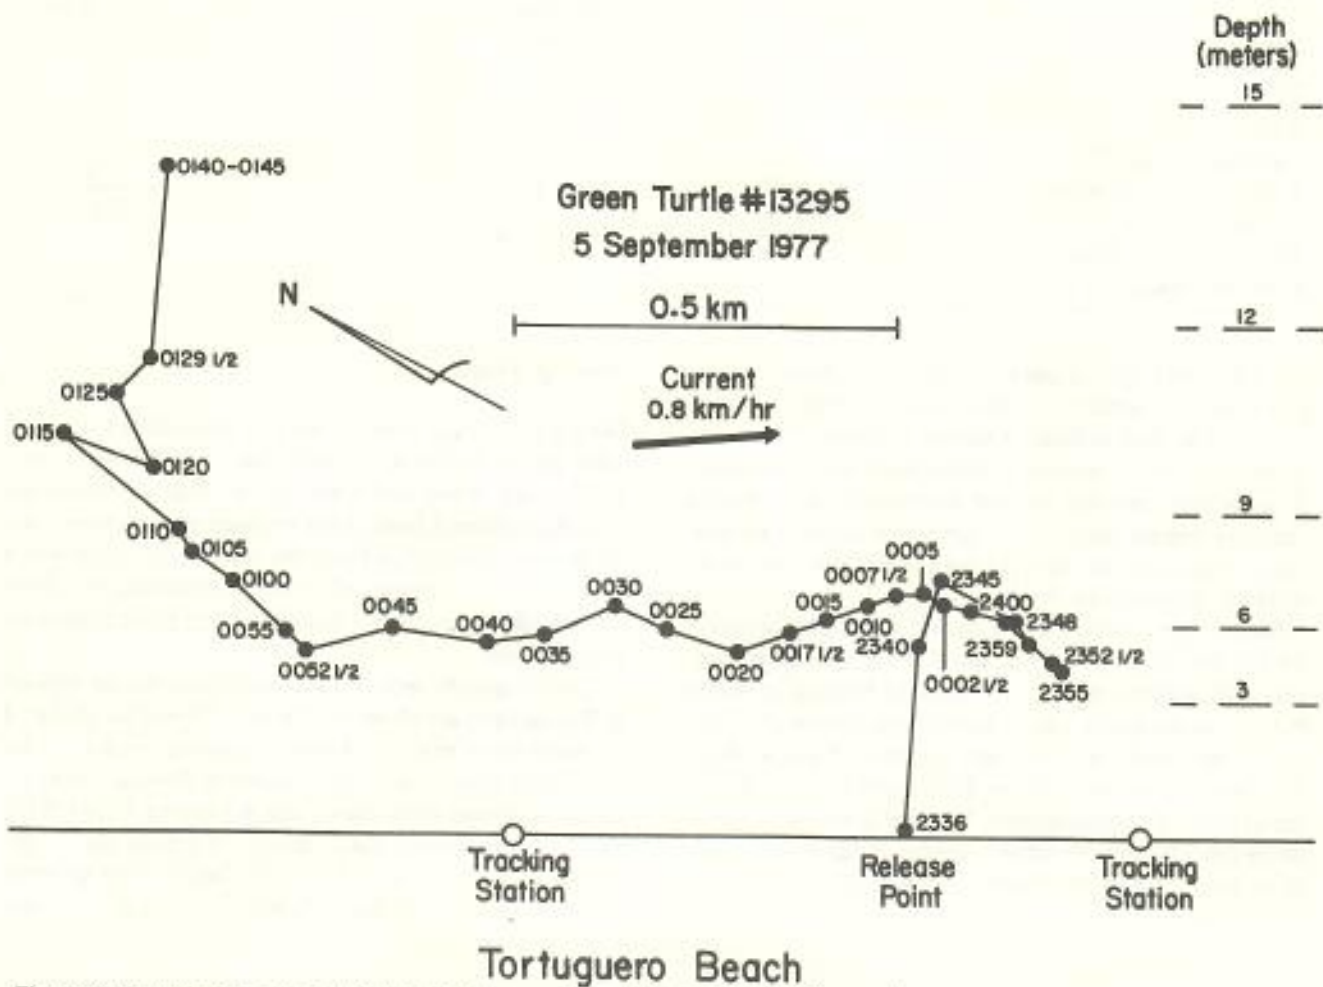 Depth
(meters)
15
0140-0145
Green Turtle #13295
5 September 1977
N
0.5 km
12
0129 1/2
Current
0.8 km/hr
0125
0115
0120
9
0110
0105
0005
0100
0007 1/2
2345
0030
0045
0025
0015
2400
0055
0040
0010
2348
6
0035
2340
2359
0052 1/2
0020
0017 1/2
2352 1/2
0002 1/2
2355
3
2336
Tracking
Station
Release
Point
Tracking
Station
Tortuguero Beach